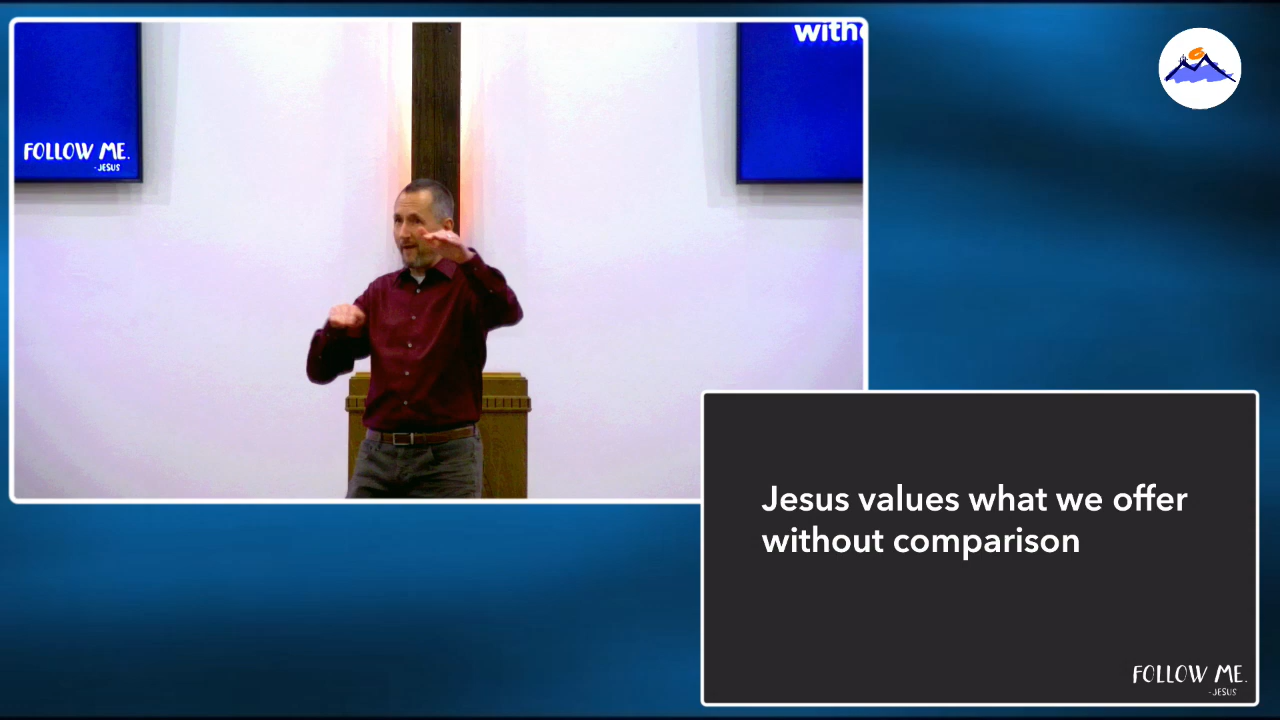 FOLLOW ME.
- JESUS
Jesus values what we offer
without comparison
FOLLOW ME.
- JESUS